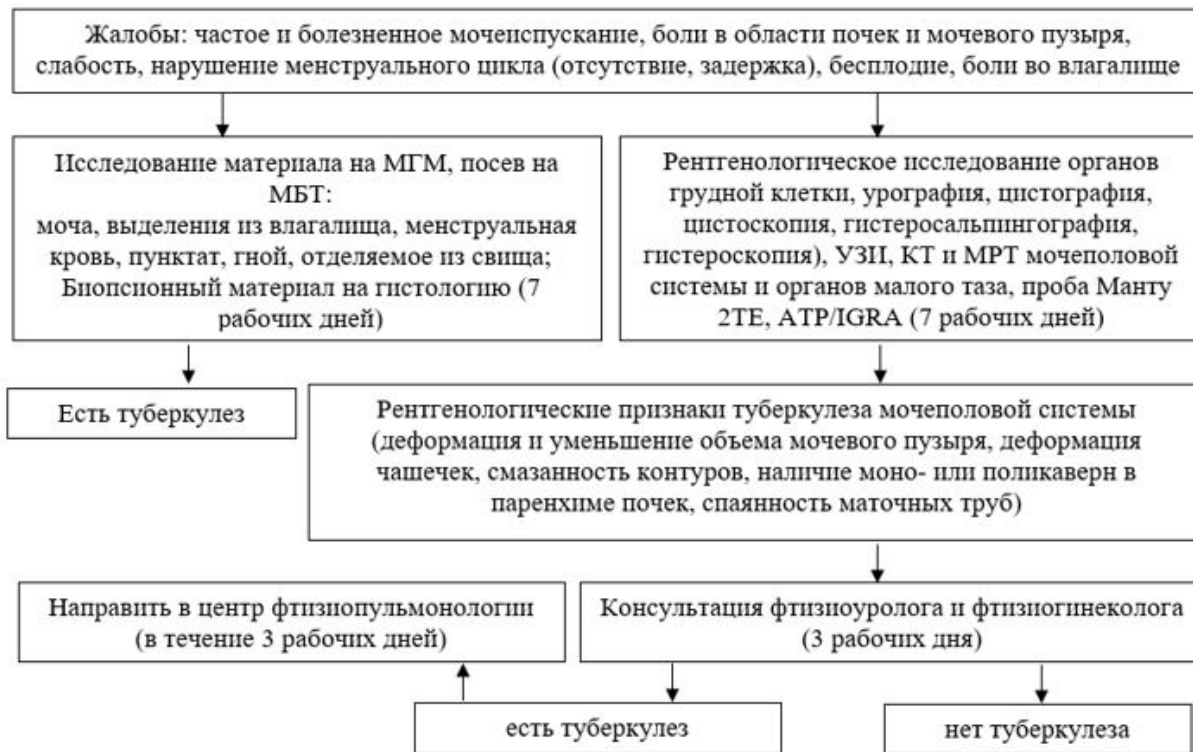 Жалобы: частое и болезненное мочеиспускание, боли в области почек и мочевого пузыря,
слабость, нарушение менструального цикла (отсутствие, задержка), бесплодие, боли во влагалище
Исследование материала на МГМ, посев на
МБТ:
моча, выделения из влагалища, менструальная
кровь, пунктат, гной, отделяемое из свища;
Биопсионный материал на гистологию (7
рабочих дней)
Рентгенологическое исследование органов
грудной клетки, урография, цистография,
цистоскопия, гистеросальпингография,
гистероскопия), УЗИ, КТ и МРТ мочеполовой
системы и органов малого таза, проба Манту
2ТЕ, АТР/IGRA (7 рабочих дней)
Есть туберкулез
Рентгенологические признаки туберкулеза мочеполовой системы
(деформация и уменьшение объема мочевого пузыря, деформация
чашечек, смазанность контуров, наличие моно- или поликаверн в
паренхиме почек, спаянность маточных труб)
Направить в центр фтизиопульмонологии
(в течение 3 рабочих дней)
Консультация фтизиоуролога и фтизиогинеколога
(3 рабочих дня)
есть туберкулез
нет туберкулеза